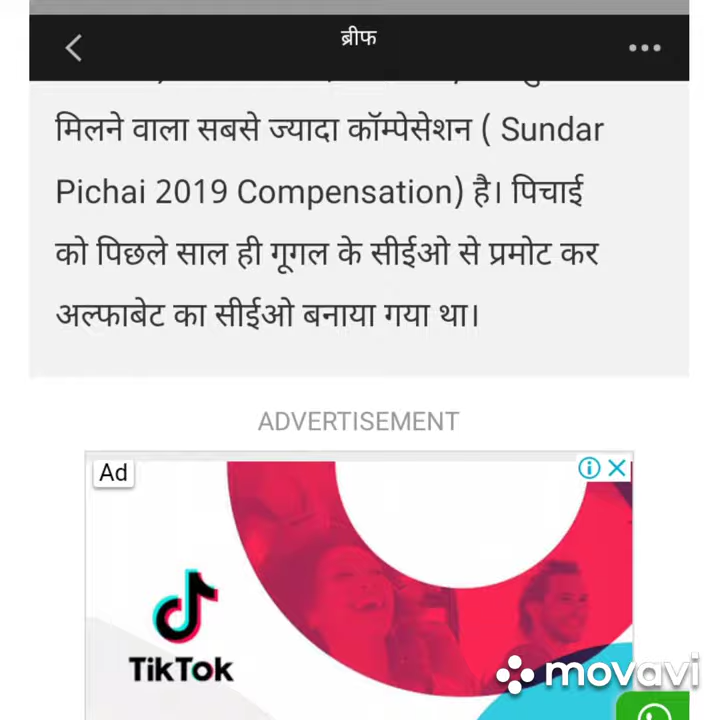 ब्रीफ
मिलने वाला सबसे ज्यादा कॉम्पेसेशन ( Sundar
Pichai 2019 Compensation) है। पिचाई
को पिछले साल ही गूगल के सीईओ से प्रमोट कर
अल्फाबेट का सीईओ बनाया गया था।
ADVERTISEMENT
Ad
TikTok
movavi